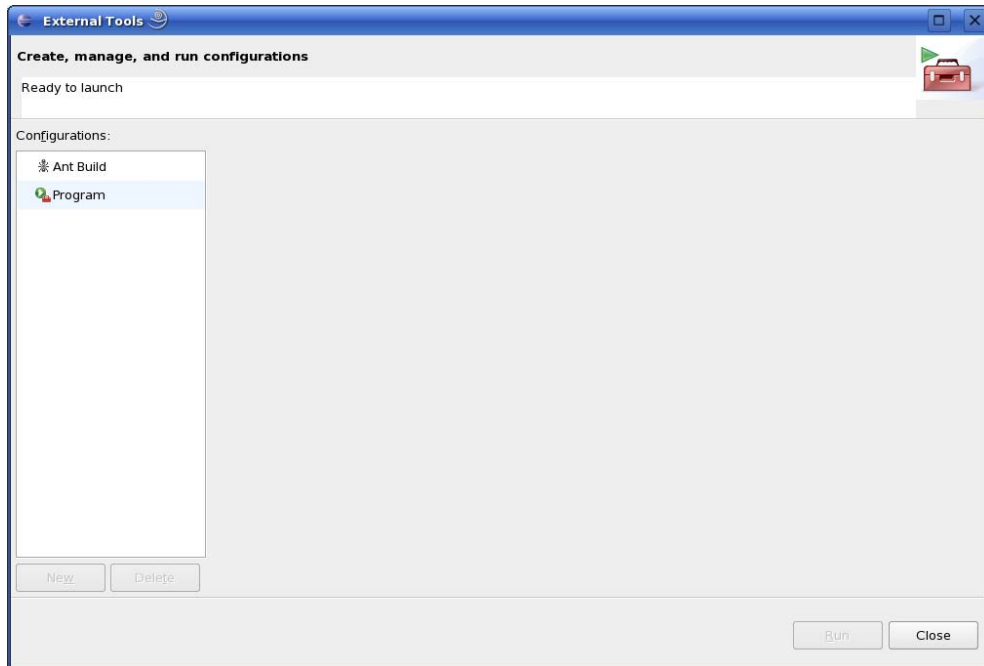 External Tools
Create, manage, and run configurations
Ready to launch
Configurations:
Ant Build
Program
New
Delete
Run
Close